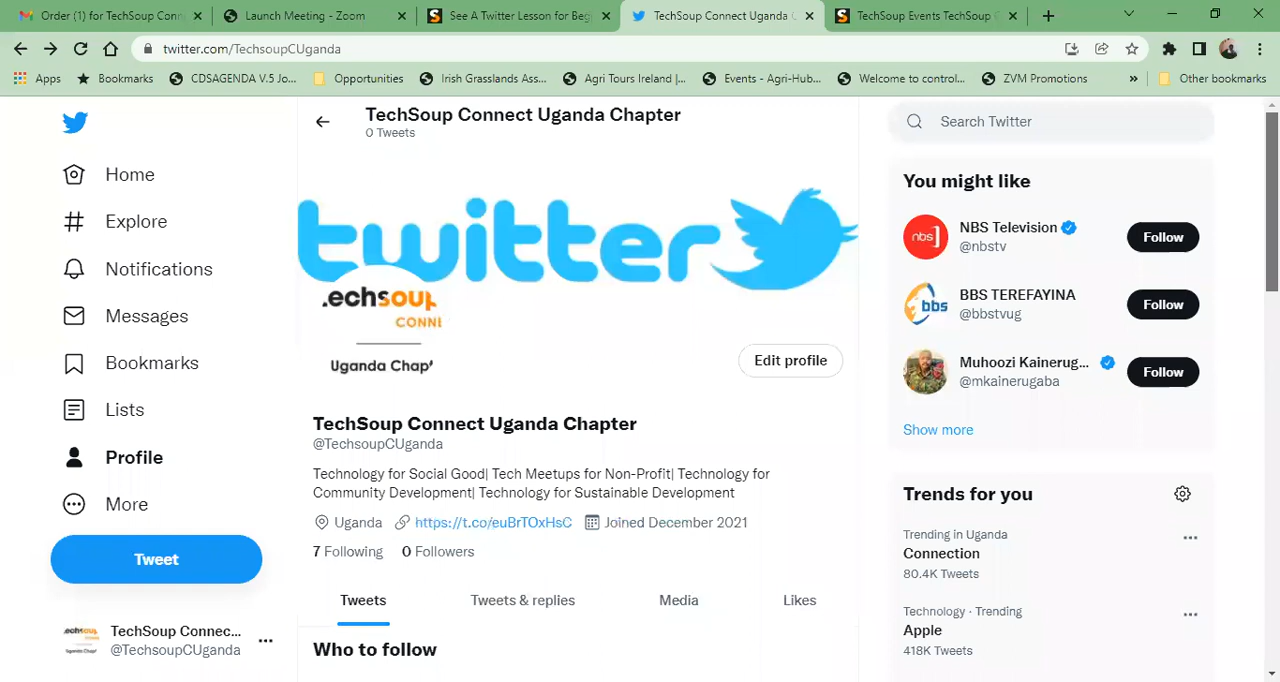 Order (1) for TechSoup Conn
Launch Meeting - Zoom
See A Twitter Lesson for Beg
TechSoup Connect Uganda C
TechSoup Events TechSoup C
twitter.com/TechsoupCUganda
Apps
Bookmarks
CDSAGENDA V.5 Jo...
Opportunities
Irish Grasslands Ass...
Agri Tours Ireland |...
Events - Agri-Hub...
Welcome to control...
ZVM Promotions
»
Other bookmarks
TechSoup Connect Uganda Chapter
0 Tweets
Search Twitter
Home
Explore
Notifications
Messages
Bookmarks
Lists
Profile
More
Tweet
TechSoup Connec...
@TechsoupCUganda
twitter
.echsoup
CONNE
Uganda Chap
Edit profile
TechSoup Connect Uganda Chapter
@TechsoupCUganda
Technology for Social Good| Tech Meetups for Non-Profit| Technology for
Community Development| Technology for Sustainable Development
Uganda https://t.co/euBrTOxHsC Joined December 2021
7 Following 0 Followers
Tweets Tweets & replies Media Likes
Who to follow
You might like
nbs
NBS Television
@nbstv
Follow
bbs
BBS TEREFAYINA
@bbstvug
Follow
Muhoozi Kainerug...
@mkainerugaba
Follow
Show more
Trends for you
Trending in Uganda
Connection
80.4K Tweets
Technology · Trending
Apple
418K Tweets